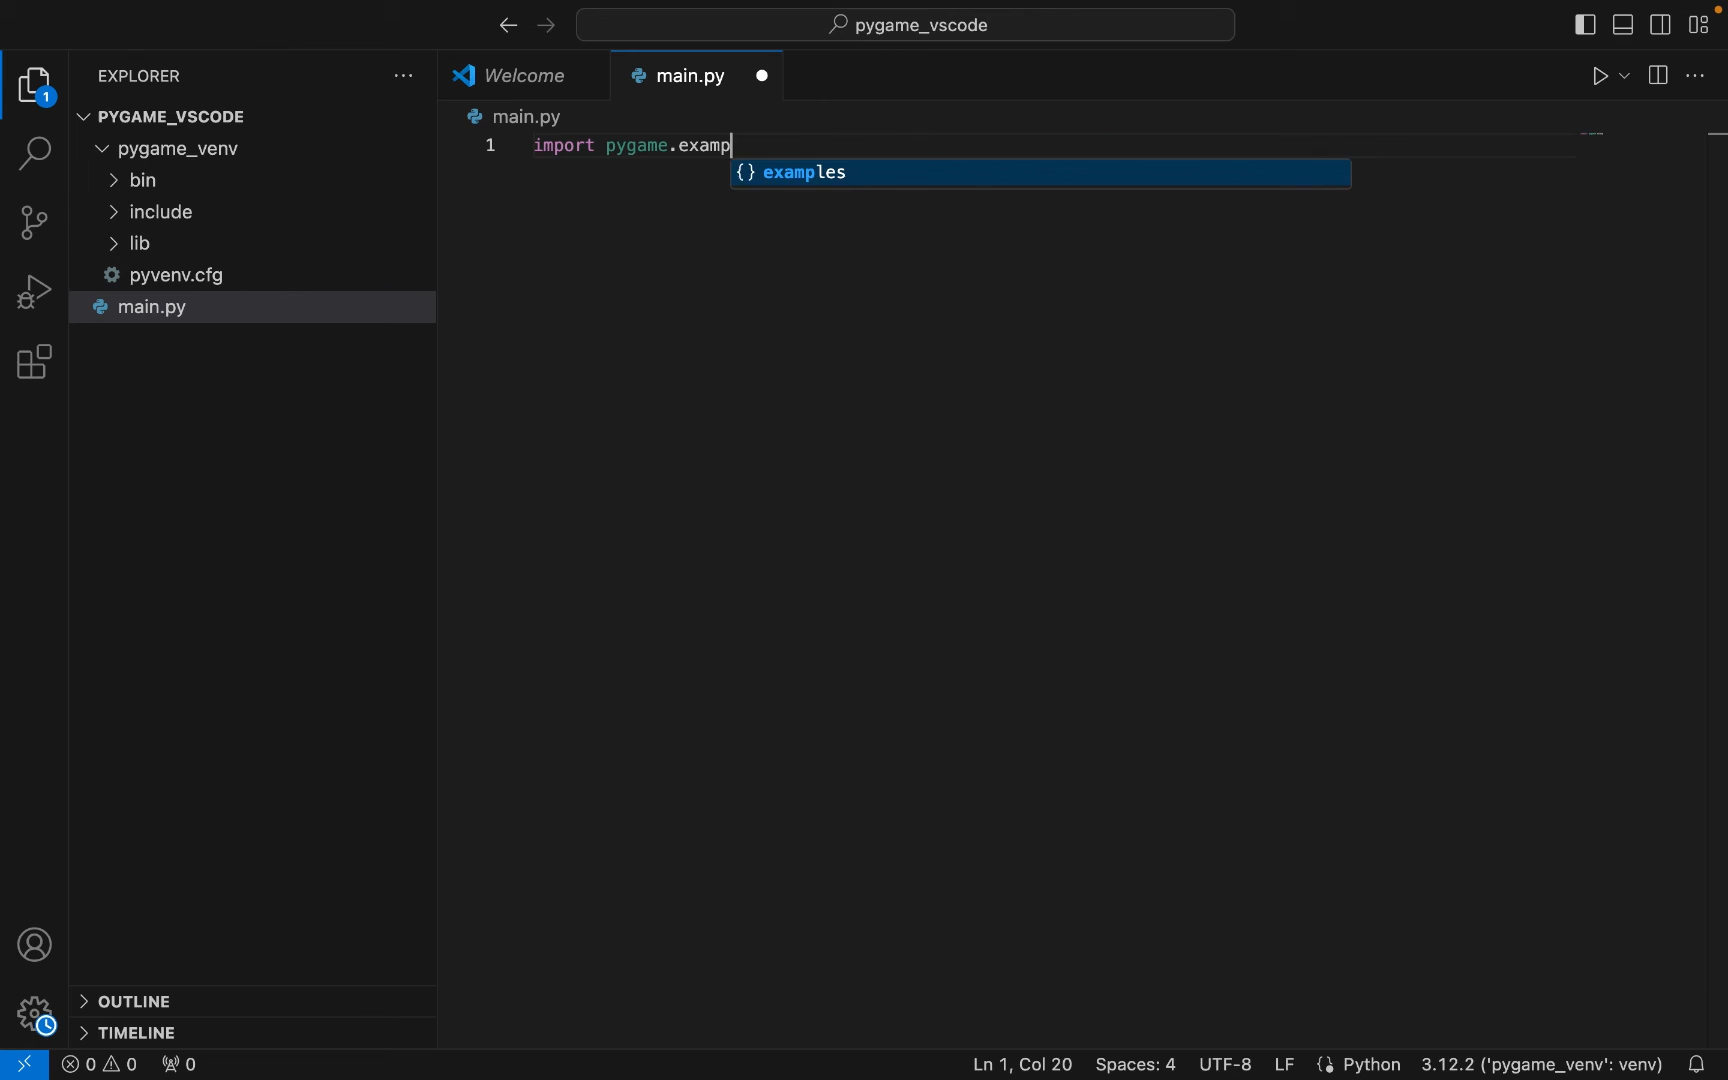 pygame_vscode
EXPLORER
1
PYGAME_VSCODE
pygame_venv
bin
include
lib
pyvenv.cfg
main.py
OUTLINE
TIMELINE
Welcome
main.py
main.py
1 import pygame.examp
{} examples
0 0 0
Ln 1, Col 20
Spaces: 4
UTF-8
LF
{} Python
3.12.2 ('pygame_venv': venv)